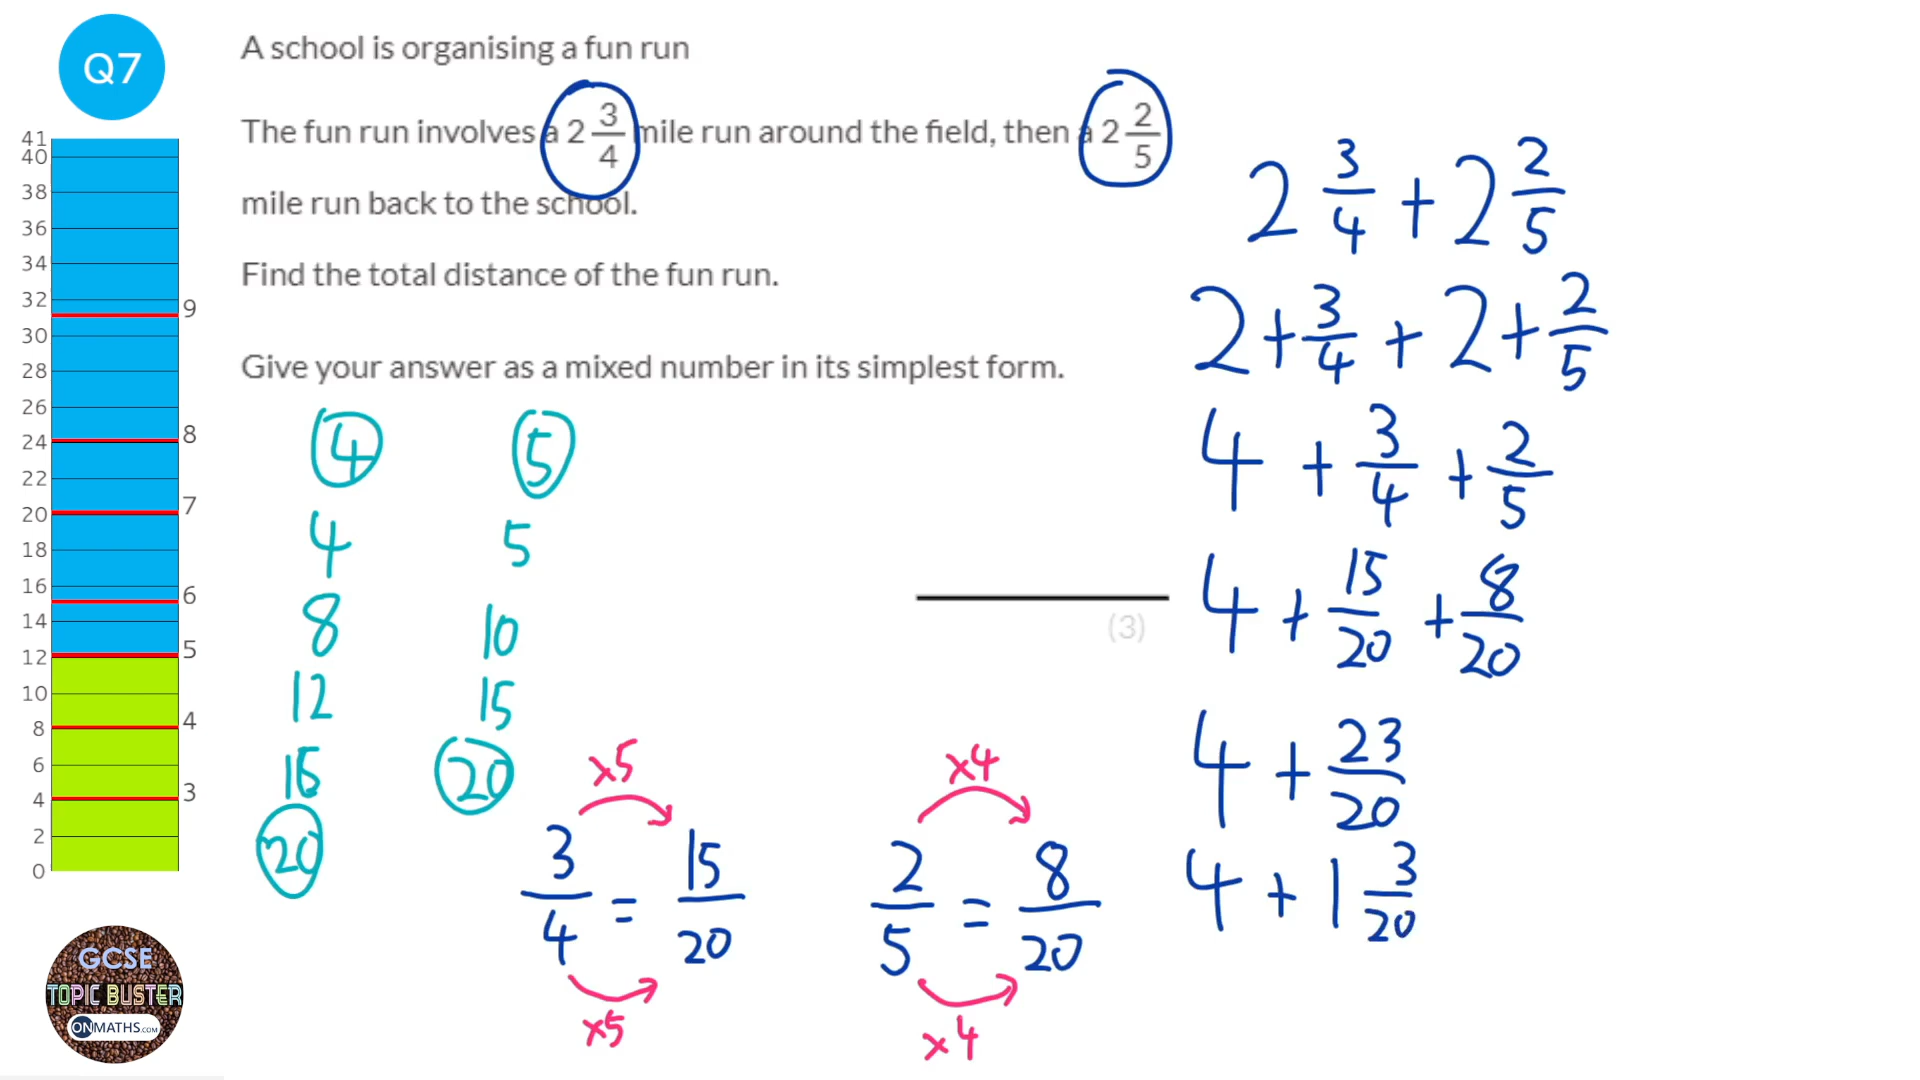 Q7
A school is organising a fun run
The fun run involves a 2 3/4 mile run around the field, then a 2 2/5
mile run back to the school.
Find the total distance of the fun run.
Give your answer as a mixed number in its simplest form.
(3)
41
40
38
36
34
32
30
28
26
24
22
20
18
16
14
12
10
8
6
4
2
0
9
8
7
6
5
4
3
4 5
4 5
8 10
12 15
16 20
20
×5
3/4 = 15/20
×5
×4
2/5 = 8/20
×4
2 3/4 + 2 2/5
2 + 3/4 + 2 + 2/5
4 + 3/4 + 2/5
4 + 15/20 + 8/20
4 + 23/20
4 + 1 3/20
GCSE
TOPIC BUSTER
ONMATHS.COM